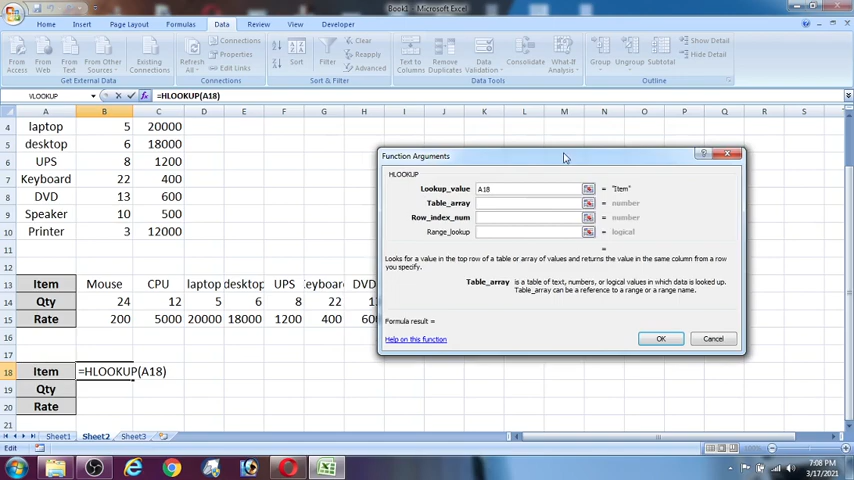 Book1 - Microsoft Excel
Home Insert Page Layout Formulas Data Review View Developer
From Access From Web From Text From Other Sources Existing Connections Refresh All Connections Properties Edit Links Sort Filter Clear Reapply Advanced Text to Columns Remove Duplicates Data Validation Consolidate What-If Analysis Group Ungroup Subtotal Show Detail Hide Detail
Get External Data Connections Sort & Filter Data Tools Outline
VLOOKUP =HLOOKUP(A18)
A B C D E F G H I J K L M N O P Q R
4 laptop 5 20000
5 desktop 6 18000
6 UPS 8 1200
7 Keyboard 22 400
8 DVD 13 600
9 Speaker 10 500
10 Printer 3 12000
11
12
13 Item Mouse CPU laptop desktop UPS DVD
14 Qty 24 12 5 6 8 22
15 Rate 200 5000 20000 18000 1200 400
16
17
18 Item =HLOOKUP(A18)
19 Qty
20 Rate
21
Function Arguments
HLOOKUP
Lookup_value A18 = "Item"
Table_array = number
Row_index_num = number
Range_lookup = logical
=
Looks for a value in the top row of a table or array of values and returns the value in the same column from a row
you specify.
Table_array is a table of text, numbers, or logical values in which data is looked up.
Table_array can be a reference to a range or a range name.
Formula result =
Help on this function OK Cancel
Sheet1 Sheet2 Sheet3
Edit 100%
7:08 PM
3/17/2021